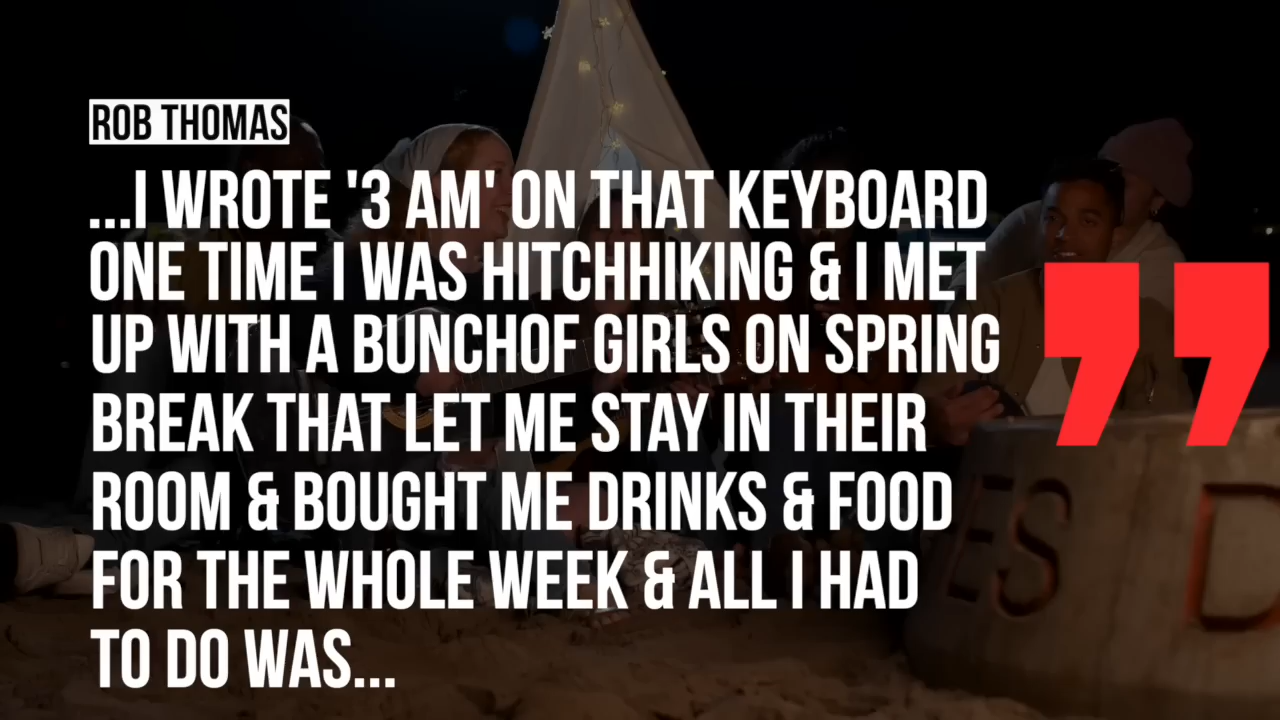 ROB THOMAS
...I WROTE '3 AM' ON THAT KEYBOARD
ONE TIME I WAS HITCHHIKING & I MET
UP WITH A BUNCHOF GIRLS ON SPRING
BREAK THAT LET ME STAY IN THEIR
ROOM & BOUGHT ME DRINKS & FOOD
FOR THE WHOLE WEEK & ALL I HAD
TO DO WAS...
”
ES D